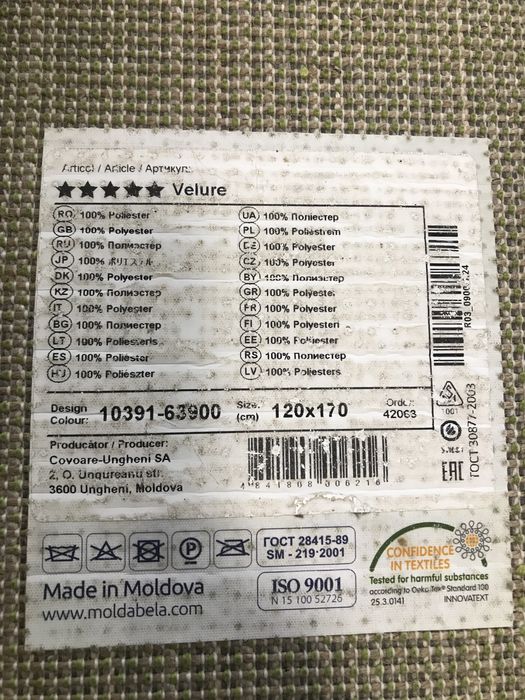 Articol / Article / Артикул:
★★★★★ Velure
RO 100% Poliester
GB 100% Polyester
RU 100% Полиэстер
JP 100% ポリエステル
DK 100% Polyester
KZ 100% Полиэстер
IT 100% Polyester
BG 100% Полиестер
LT 100% Poliesteris
ES 100% Poliester
HU 100% Poliészter
UA 100% Полиестер
PL 100% Poliestrem
DE 100% Polyester
CZ 100% Polyester
BY 100% Полиэстер
GR 100% Polyester
FR 100% Polyester
FI 100% Polyesteri
EE 100% Polyester
RS 100% Полиестер
LV 100% Poliesters
Design
Colour: 10391-63900
Size:
(cm) 120x170
Order:
42063
Producător / Producer:
Covoare-Ungheni SA
2, O. Ungureanu str.
3600 Ungheni, Moldova
4841808006216
ГОСТ 30877-2003
EAC
P
ГОСТ 28415-89
SM - 219:2001
ISO 9001
N 15 100 52726
Made in Moldova
www.moldabela.com
CONFIDENCE
IN TEXTILES
Tested for harmful substances
according to Oeko-Tex® Standard 100
25.3.0141 INNOVATEXT